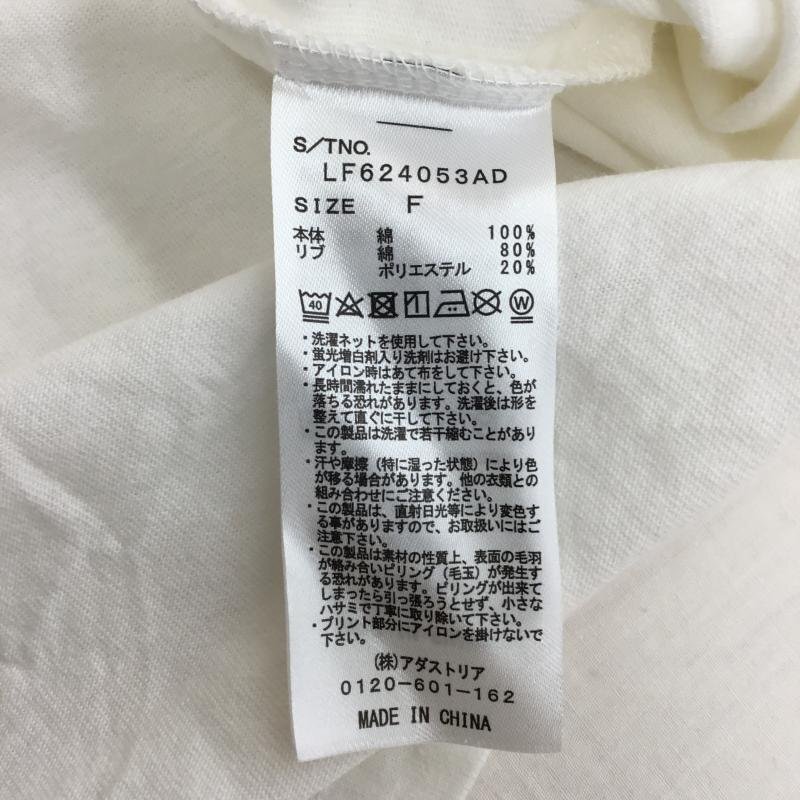 S/TNO.
LF624053AD
SIZE F
本体 綿 100%
リブ 綿 80%
ポリエステル 20%
40 W
・洗濯ネットを使用して下さい。
・蛍光増白剤入り洗剤はお避け下さい。
・アイロン時はあて布をして下さい。
・長時間濡れたままにしておくと、色が
落ちる恐れがあります。洗濯後は形を
整えて直ぐに干して下さい。
・この製品は洗濯で若干縮むことがあり
ます。
・汗や摩擦（特に湿った状態）により色
が移る場合があります。他の衣類との
組み合わせにご注意ください。
・この製品は、直射日光等により変色す
る事がありますので、お取扱いにはご
注意下さい。
・この製品は素材の性質上、表面の毛羽
が絡み合いピリング（毛玉）が発生す
る恐れがあります。ピリングが出来て
しまったら引っ張ろうとせず、小さな
ハサミで丁寧に取り除いて下さい。
・プリント部分にアイロンを掛けないで
下さい。
（株）アダストリア
0120-601-162
MADE IN CHINA